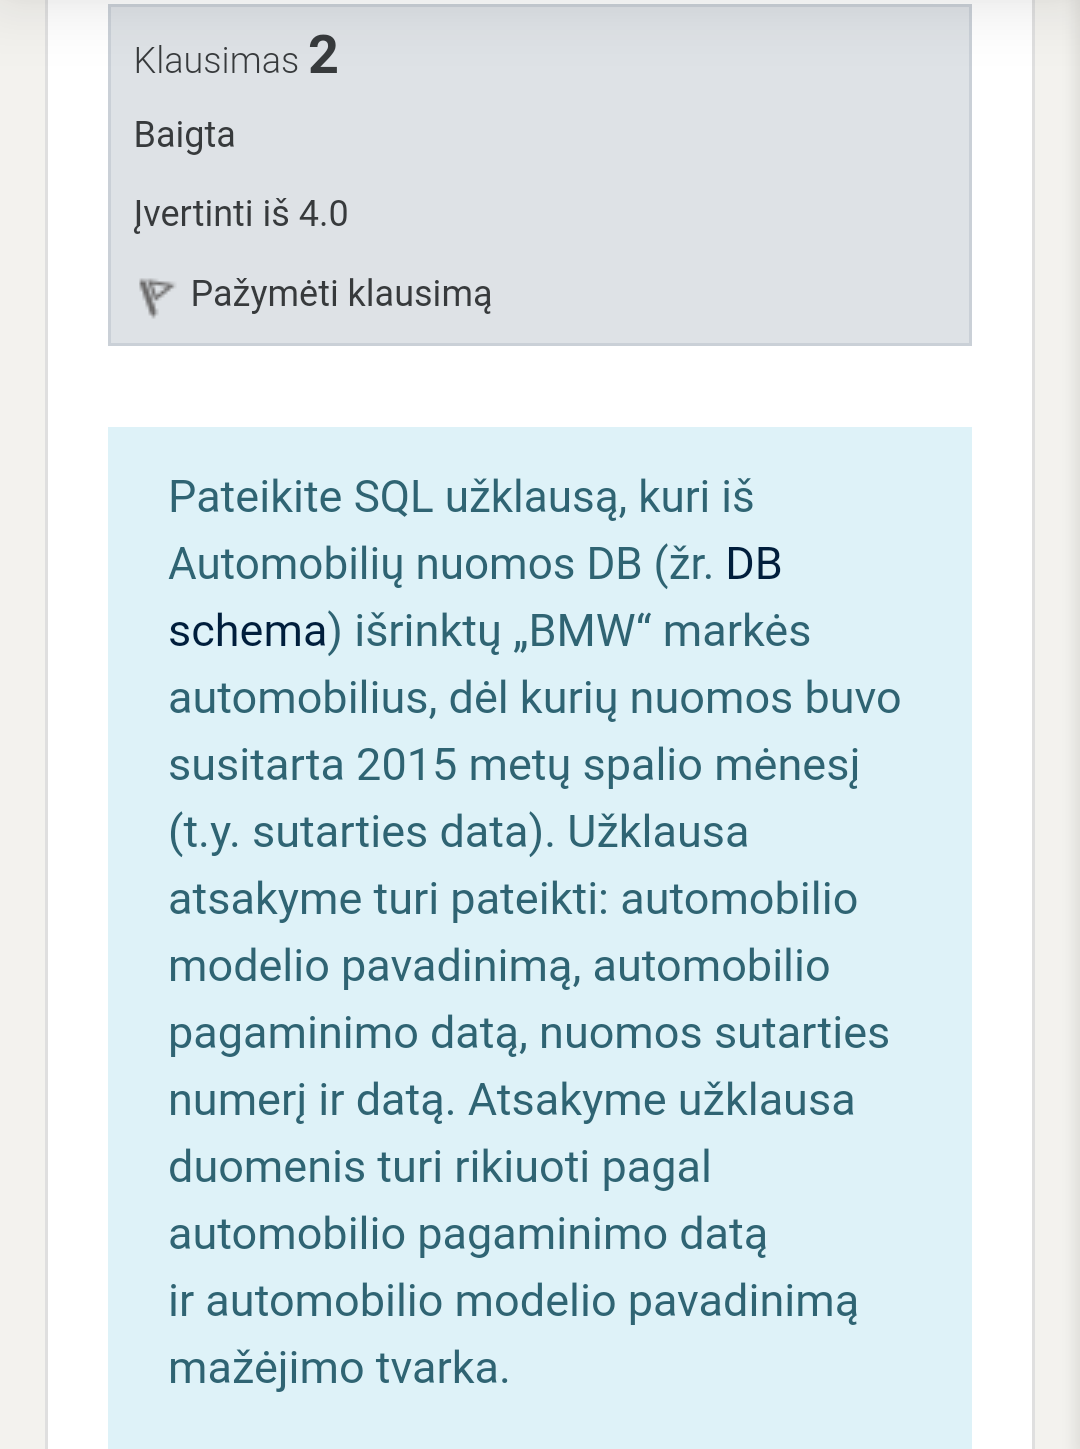 Klausimas 2
Baigta
Įvertinti iš 4.0
Pažymėti klausimą
Pateikite SQL užklausą, kuri iš
Automobilių nuomos DB (žr. DB
schema) išrinktų „BMW“ markės
automobilius, dėl kurių nuomos buvo
susitarta 2015 metų spalio mėnesį
(t.y. sutarties data). Užklausa
atsakyme turi pateikti: automobilio
modelio pavadinimą, automobilio
pagaminimo datą, nuomos sutarties
numerį ir datą. Atsakyme užklausa
duomenis turi rikiuoti pagal
automobilio pagaminimo datą
ir automobilio modelio pavadinimą
mažėjimo tvarka.